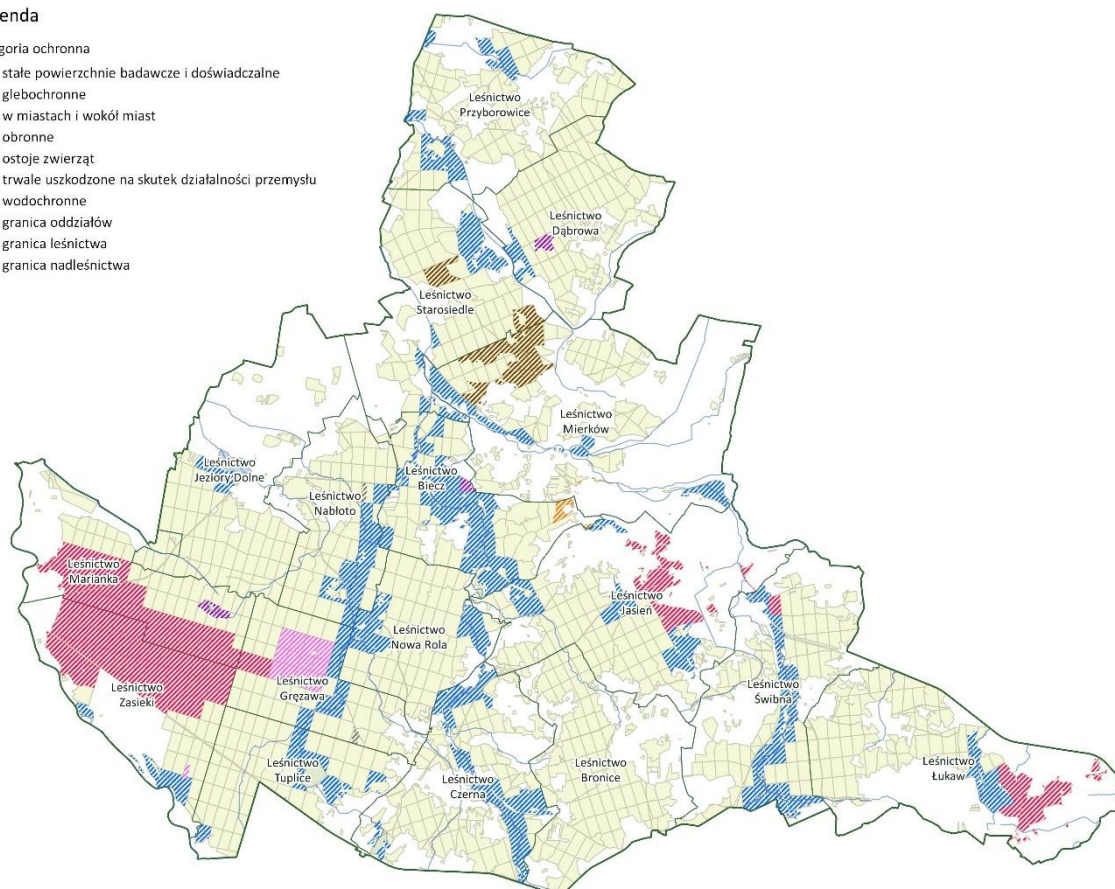 enda
goria ochronna
stałe powierzchnie badawcze i doświadczalne
glebochronne
w miastach i wokół miast
obronne
ostoje zwierząt
trwale uszkodzone na skutek działalności przemysłu
wodochronne
granica oddziałów
granica leśnictwa
granica nadleśnictwa
Leśnictwo
Przyborowice
Leśnictwo
Dąbrowa
Leśnictwo
Starosiedle
Leśnictwo
Mierków
Leśnictwo
Jeziory Dolne
Leśnictwo
Biecz
Leśnictwo
Nabłoto
Leśnictwo
Marianka
Leśnictwo
Jasień
Leśnictwo
Nowa Rola
Leśnictwo
Zasieki
Leśnictwo
Gręzawa
Leśnictwo
Świbna
Leśnictwo
Tuplice
Leśnictwo
Czerna
Leśnictwo
Bronice
Leśnictwo
Łukaw